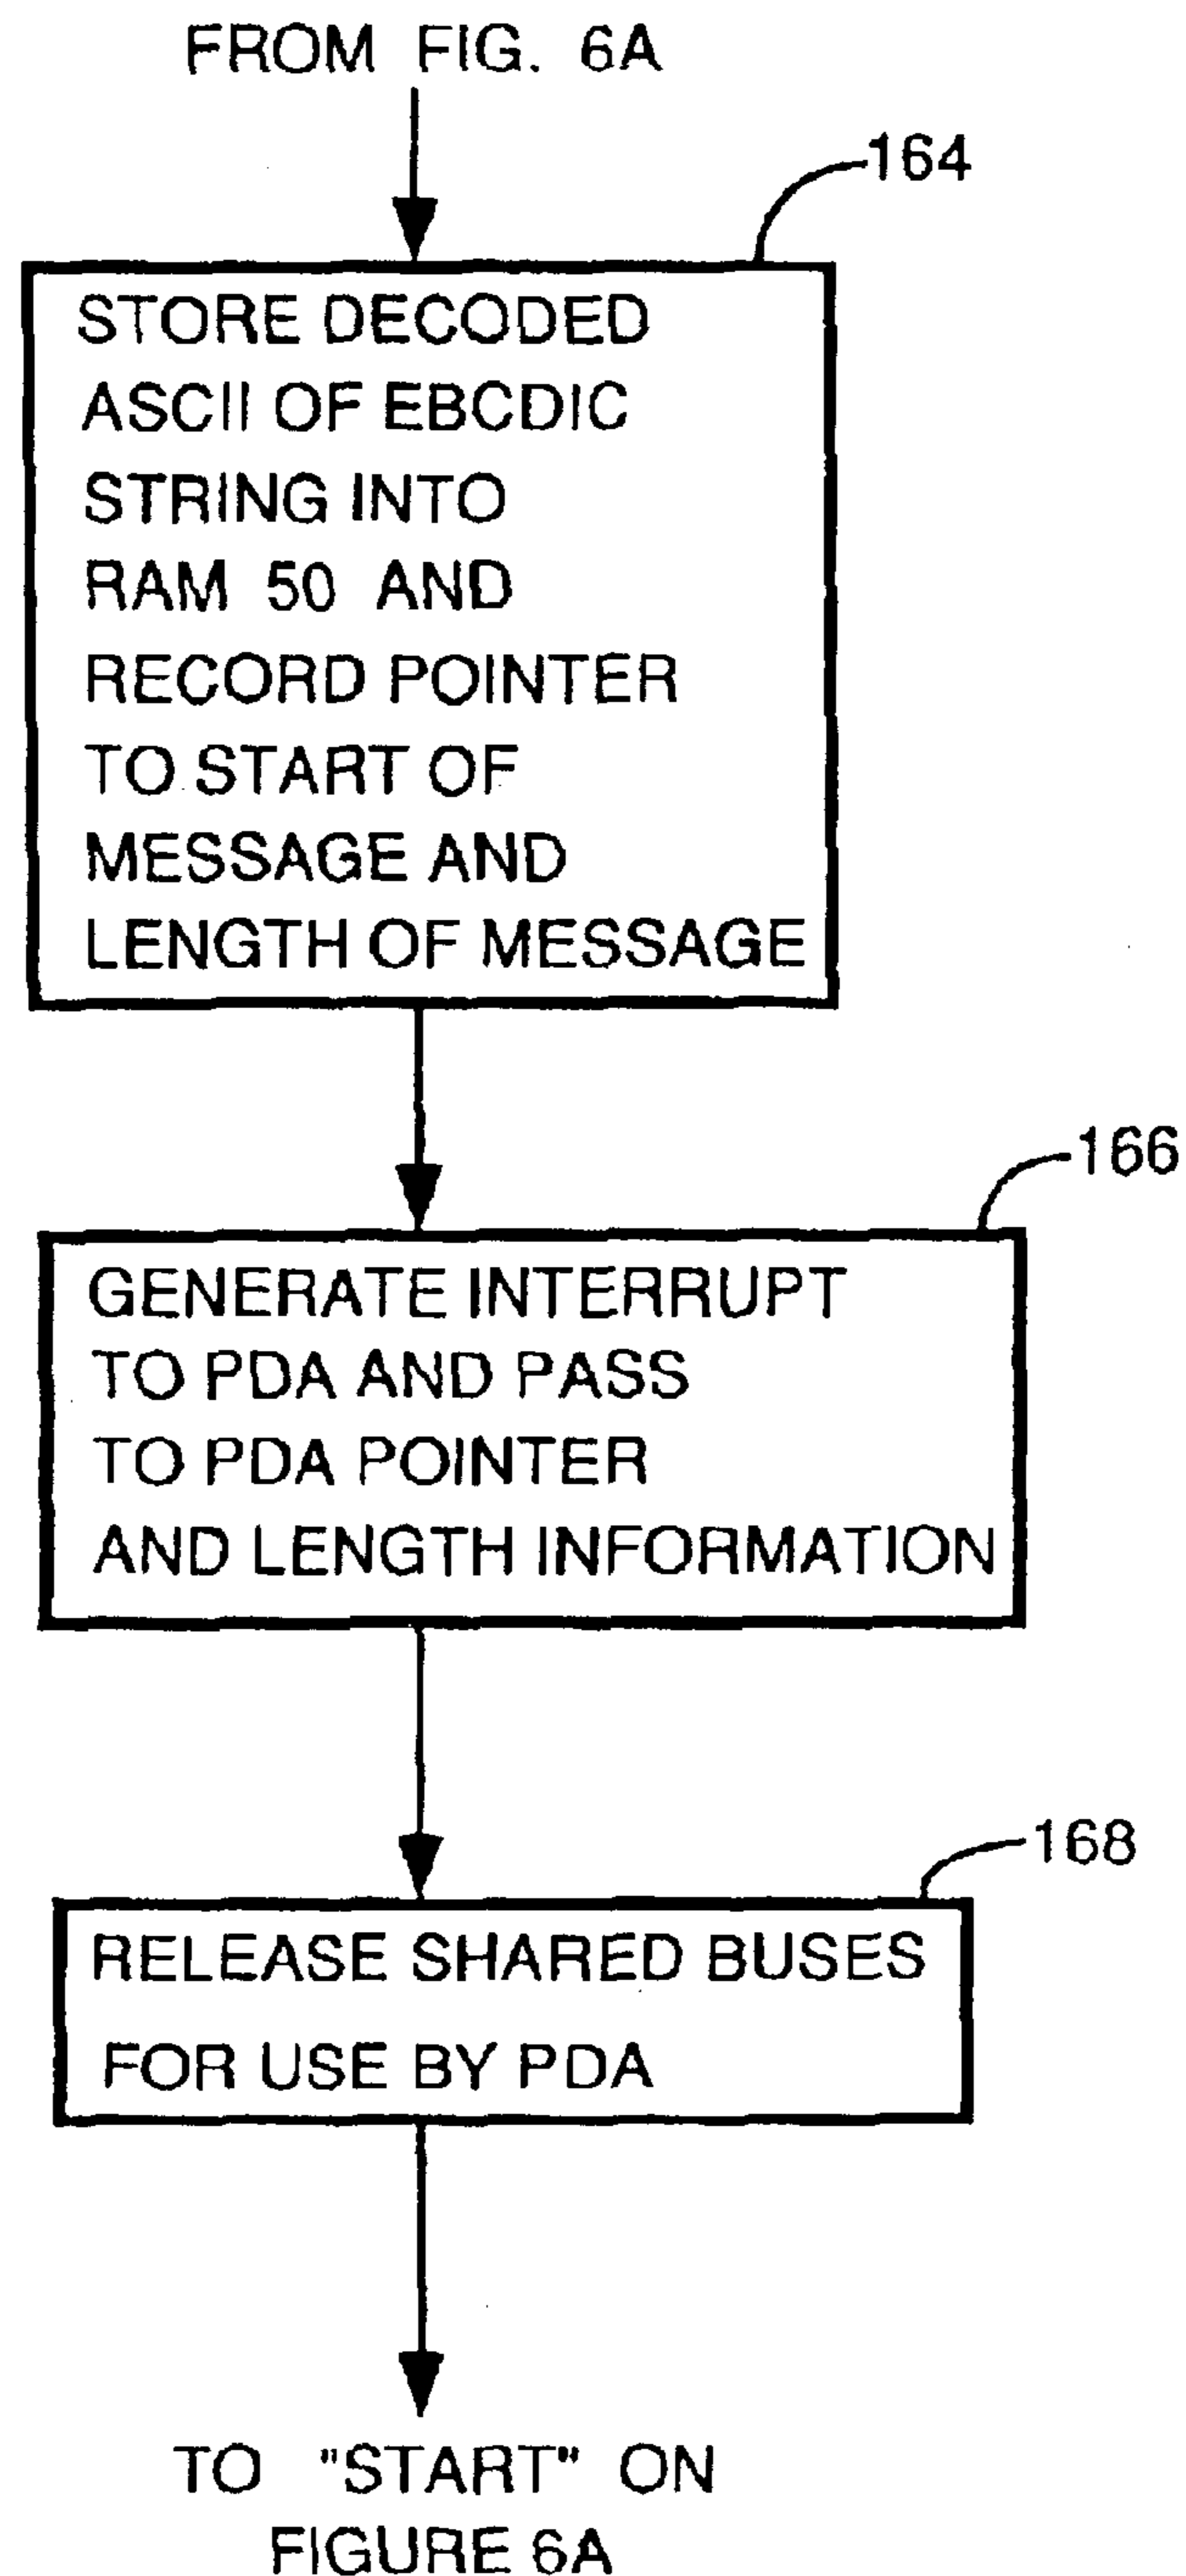 FROM FIG. 6A
164
STORE DECODED
ASCII OF EBCDIC
STRING INTO
RAM 50 AND
RECORD POINTER
TO START OF
MESSAGE AND
LENGTH OF MESSAGE
166
GENERATE INTERRUPT
TO PDA AND PASS
TO PDA POINTER
AND LENGTH INFORMATION
168
RELEASE SHARED BUSES
FOR USE BY PDA
TO "START" ON
FIGURE 6A